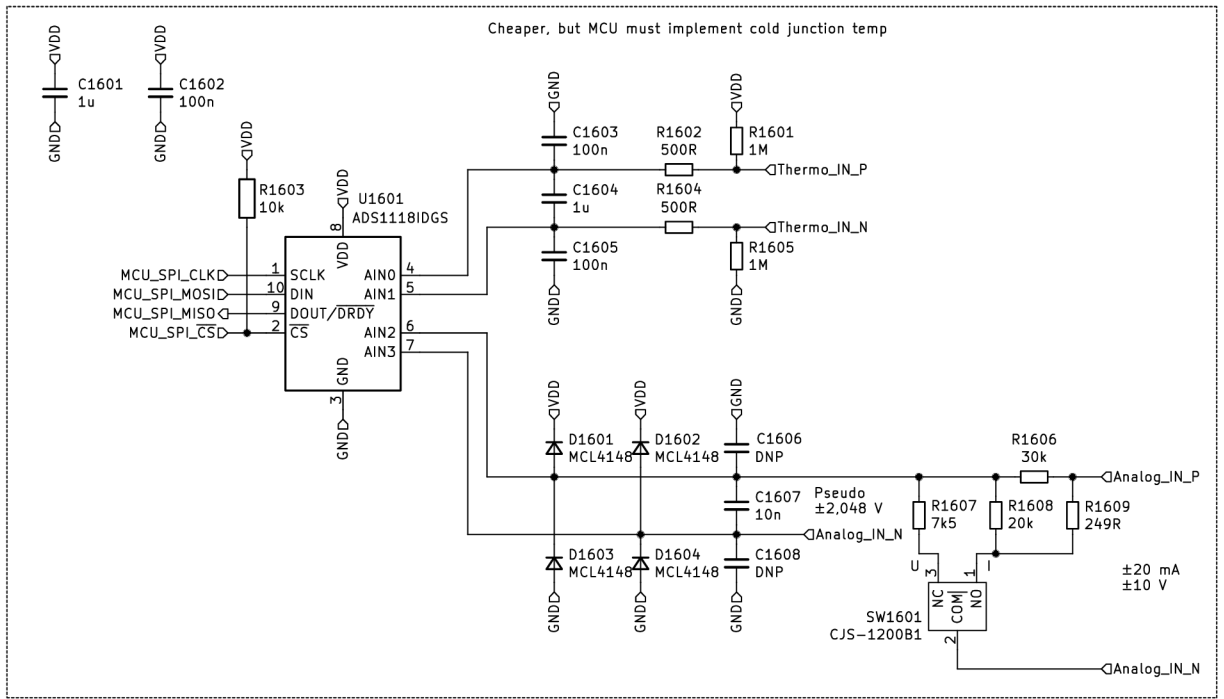 Cheaper, but MCU must implement cold junction temp
VDD
C1601
1u
GND
VDD
C1602
100n
GND
VDD
R1603
10k
VDD
U1601
ADS1118IDGS
8
VDD
MCU_SPI_CLK
1
SCLK
MCU_SPI_MOSI
10
DIN
MCU_SPI_MISO
9
DOUT/DRDY
MCU_SPI_CS
2
CS
AIN0
4
AIN1
5
AIN2
6
AIN3
7
GND
3
GND
GND
C1603
100n
C1604
1u
C1605
100n
GND
R1602
500R
R1604
500R
VDD
R1601
1M
Thermo_IN_P
Thermo_IN_N
R1605
1M
GND
VDD
D1601
MCL4148
VDD
D1602
MCL4148
GND
C1606
DNP
C1607
10n
Pseudo
±2,048 V
Analog_IN_N
D1603
MCL4148
GND
D1604
MCL4148
GND
C1608
DNP
GND
R1606
30k
Analog_IN_P
R1607
7k5
R1608
20k
R1609
249R
U
3
1
I
NC
COM
NO
SW1601
CJS-1200B1
2
±20 mA
±10 V
Analog_IN_N